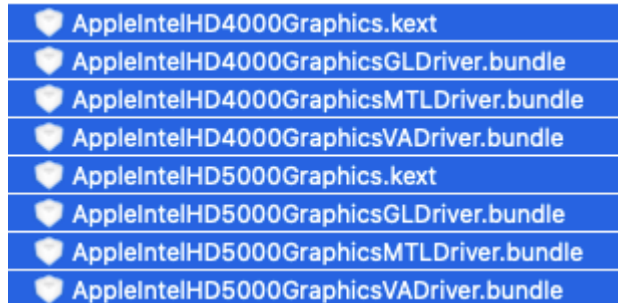 AppleIntelHD4000Graphics.kext
AppleIntelHD4000GraphicsGLDriver.bundle
AppleIntelHD4000GraphicsMTLDriver.bundle
AppleIntelHD4000GraphicsVADriver.bundle
AppleIntelHD5000Graphics.kext
AppleIntelHD5000GraphicsGLDriver.bundle
AppleIntelHD5000GraphicsMTLDriver.bundle
AppleIntelHD5000GraphicsVADriver.bundle